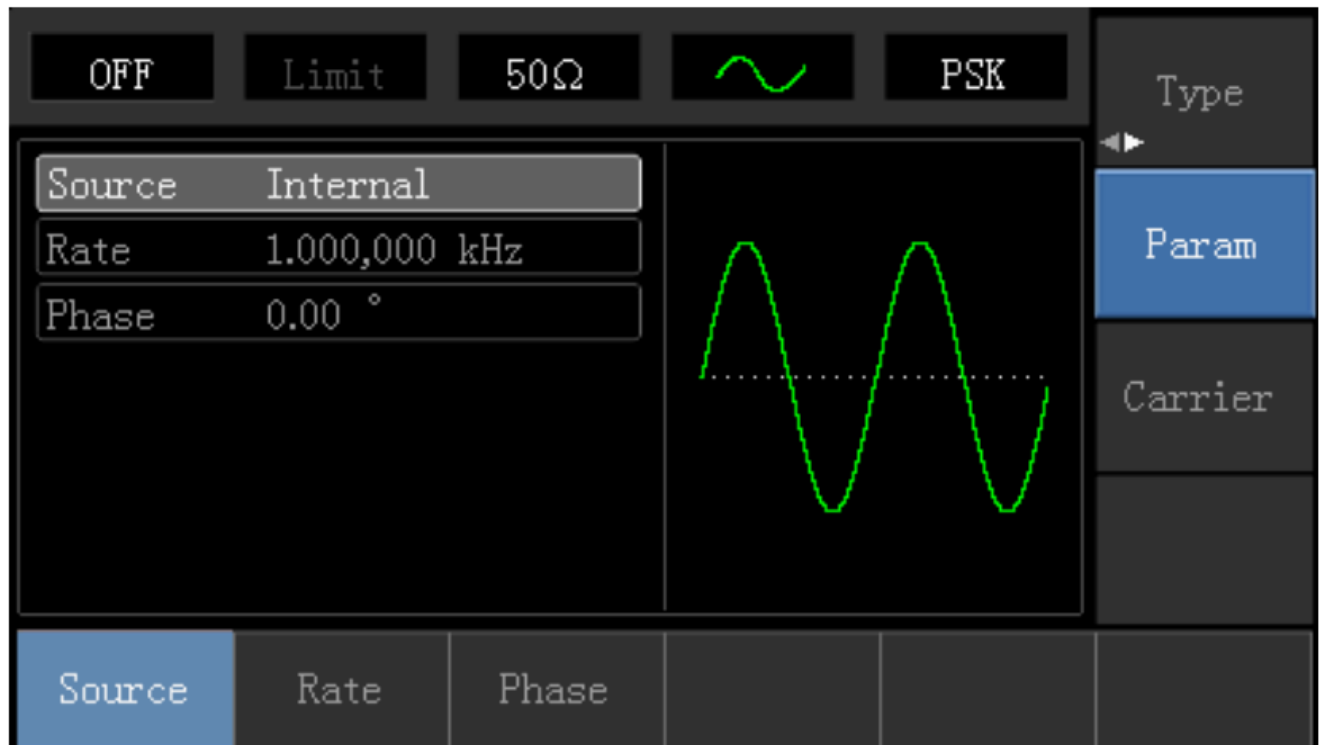 OFF Limit 50Ω PSK
Type
Source Internal
Rate 1.000,000 kHz
Phase 0.00 °
Param
Carrier
Source Rate Phase